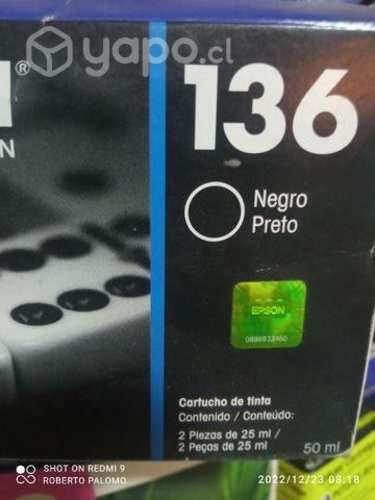 yapo.cl
136
®
N
Negro
Preto
EPSON
Cartucho de tinta
Contenido / Conteúdo:
2 Piezas de 25 ml /
2 Peças de 25 ml
50 ml
SHOT ON REDMI 9
ROBERTO PALOMO
2022/12/23 08:18